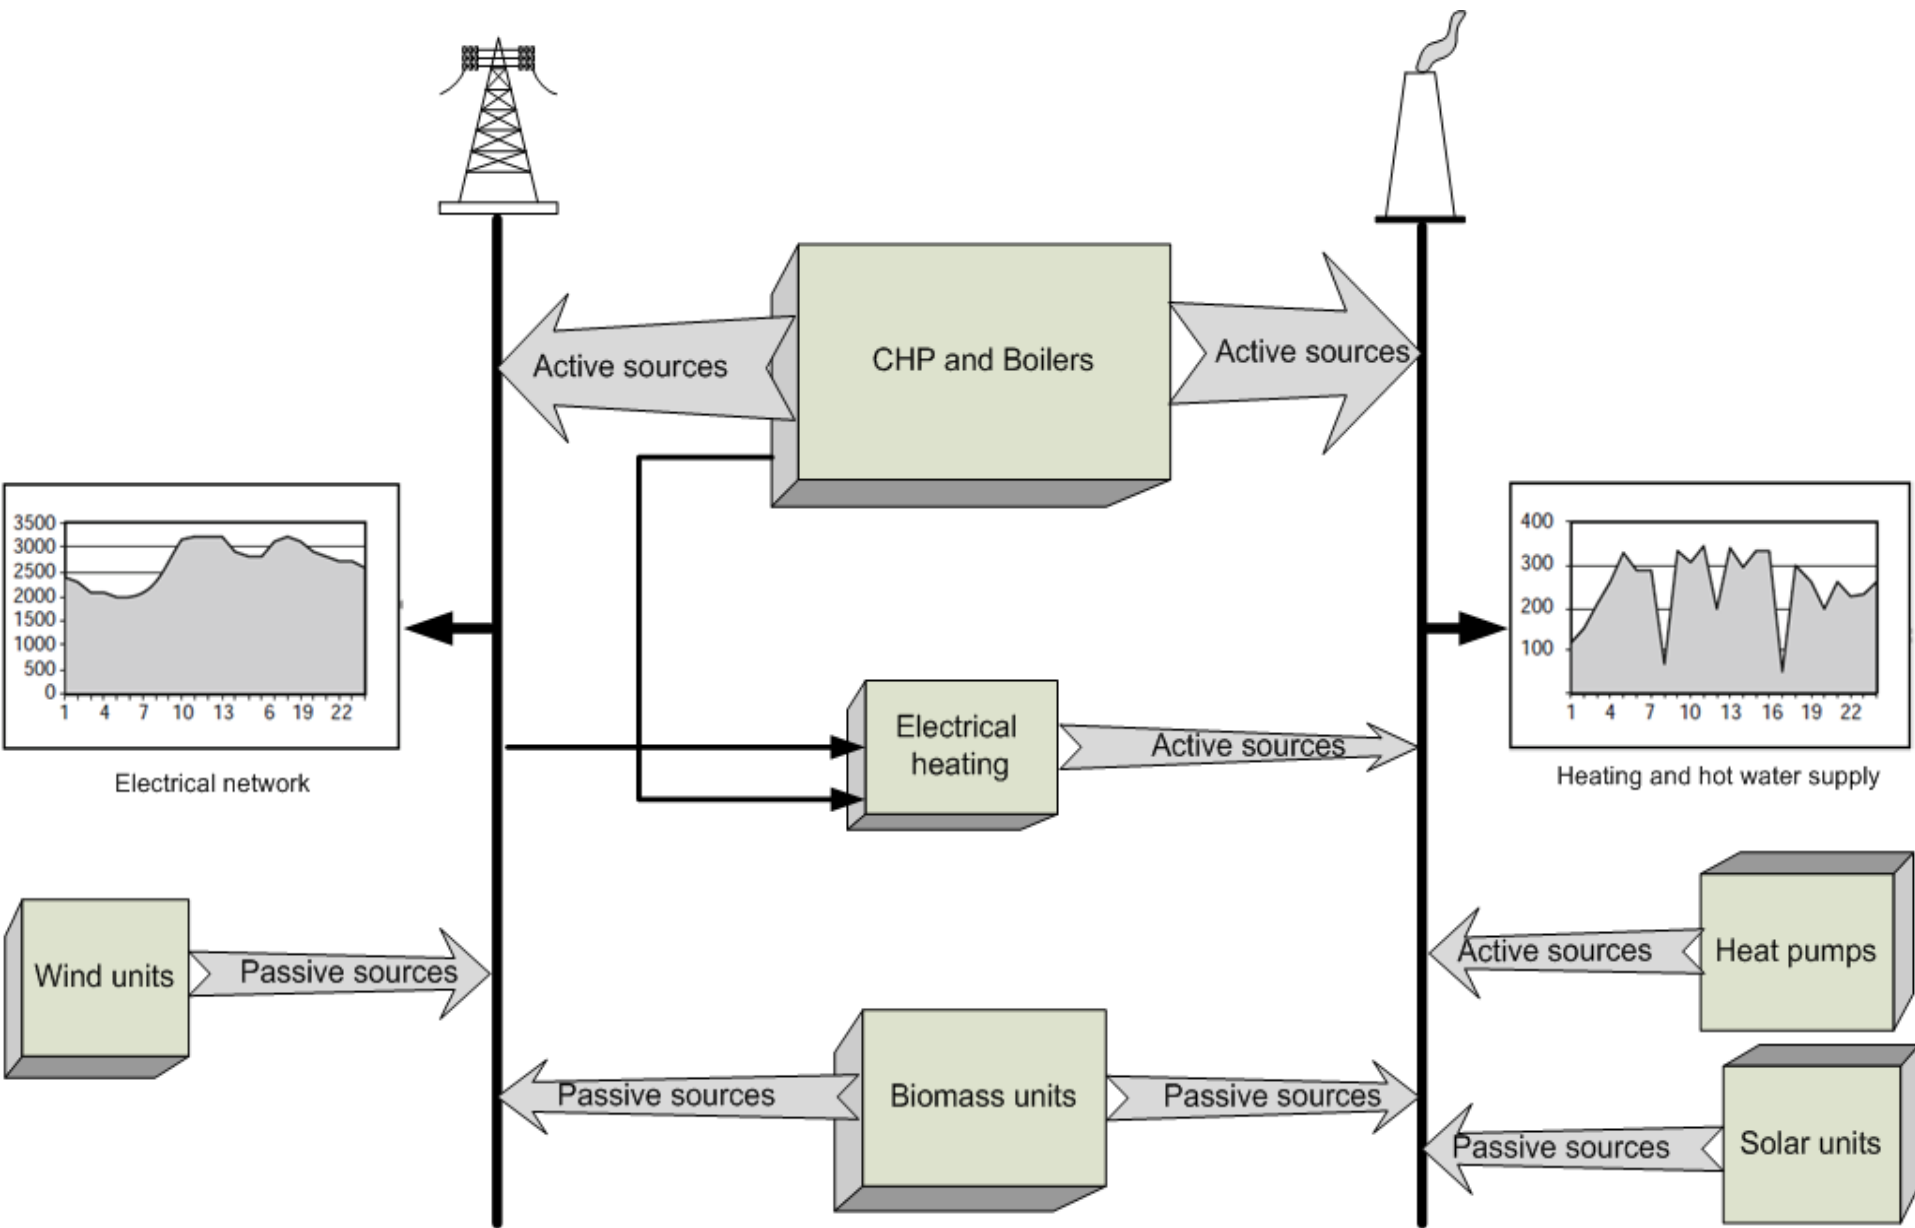 CHP and Boilers
Active sources
Active sources
3500
3000
2500
2000
1500
1000
500
0
1 4 7 10 13 6 19 22
Electrical network
400
300
200
100
1 4 7 10 13 16 19 22
Heating and hot water supply
Electrical
heating
Active sources
Wind units
Passive sources
Active sources
Heat pumps
Passive sources
Biomass units
Passive sources
Passive sources
Solar units